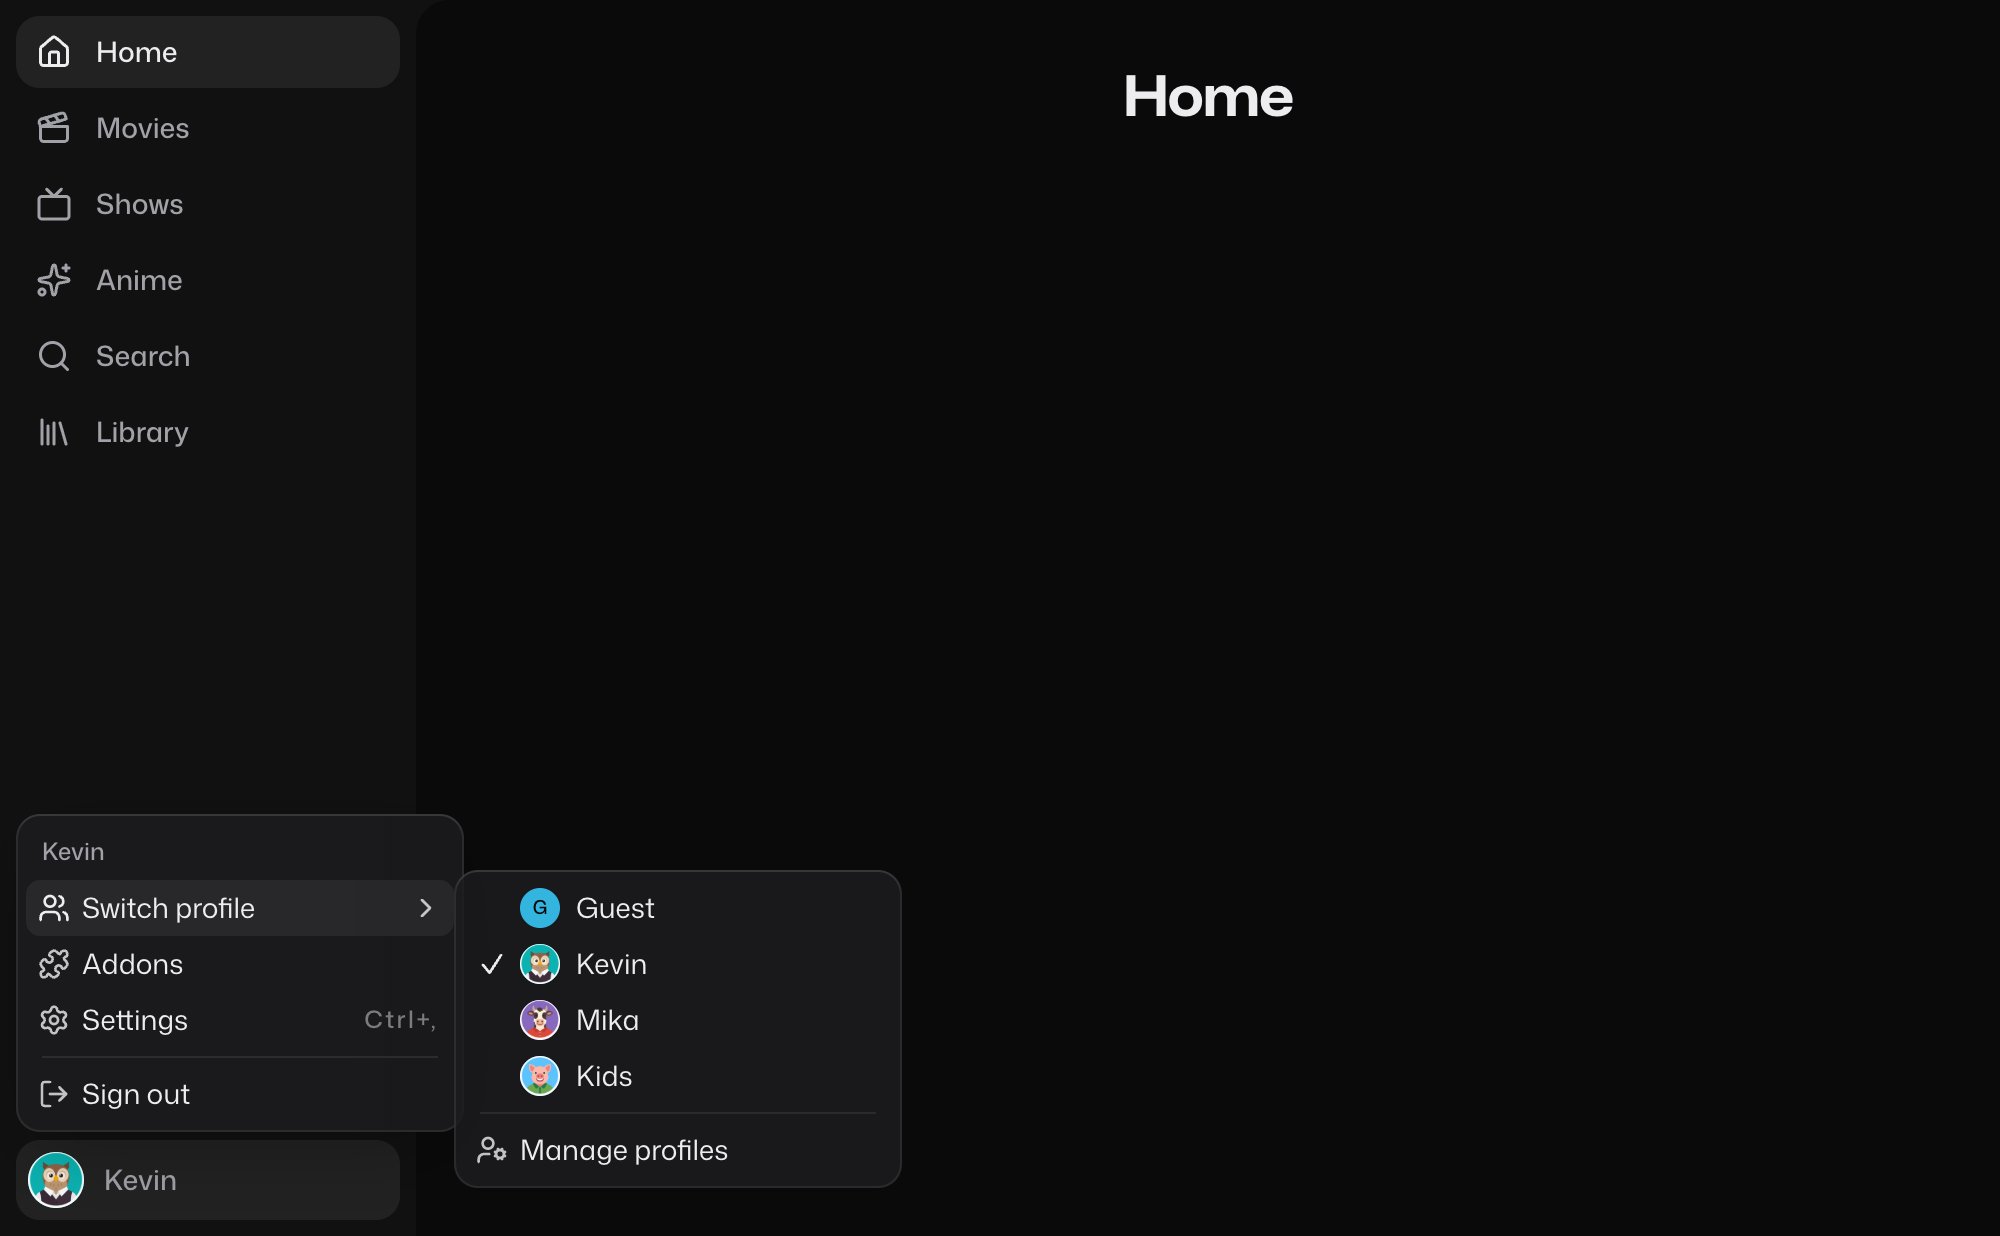 Home
Movies
Shows
Anime
Search
Library
Home
Kevin
Switch profile
Addons
Settings Ctrl+,
Sign out
Kevin
G Guest
Kevin
Mika
Kids
Manage profiles